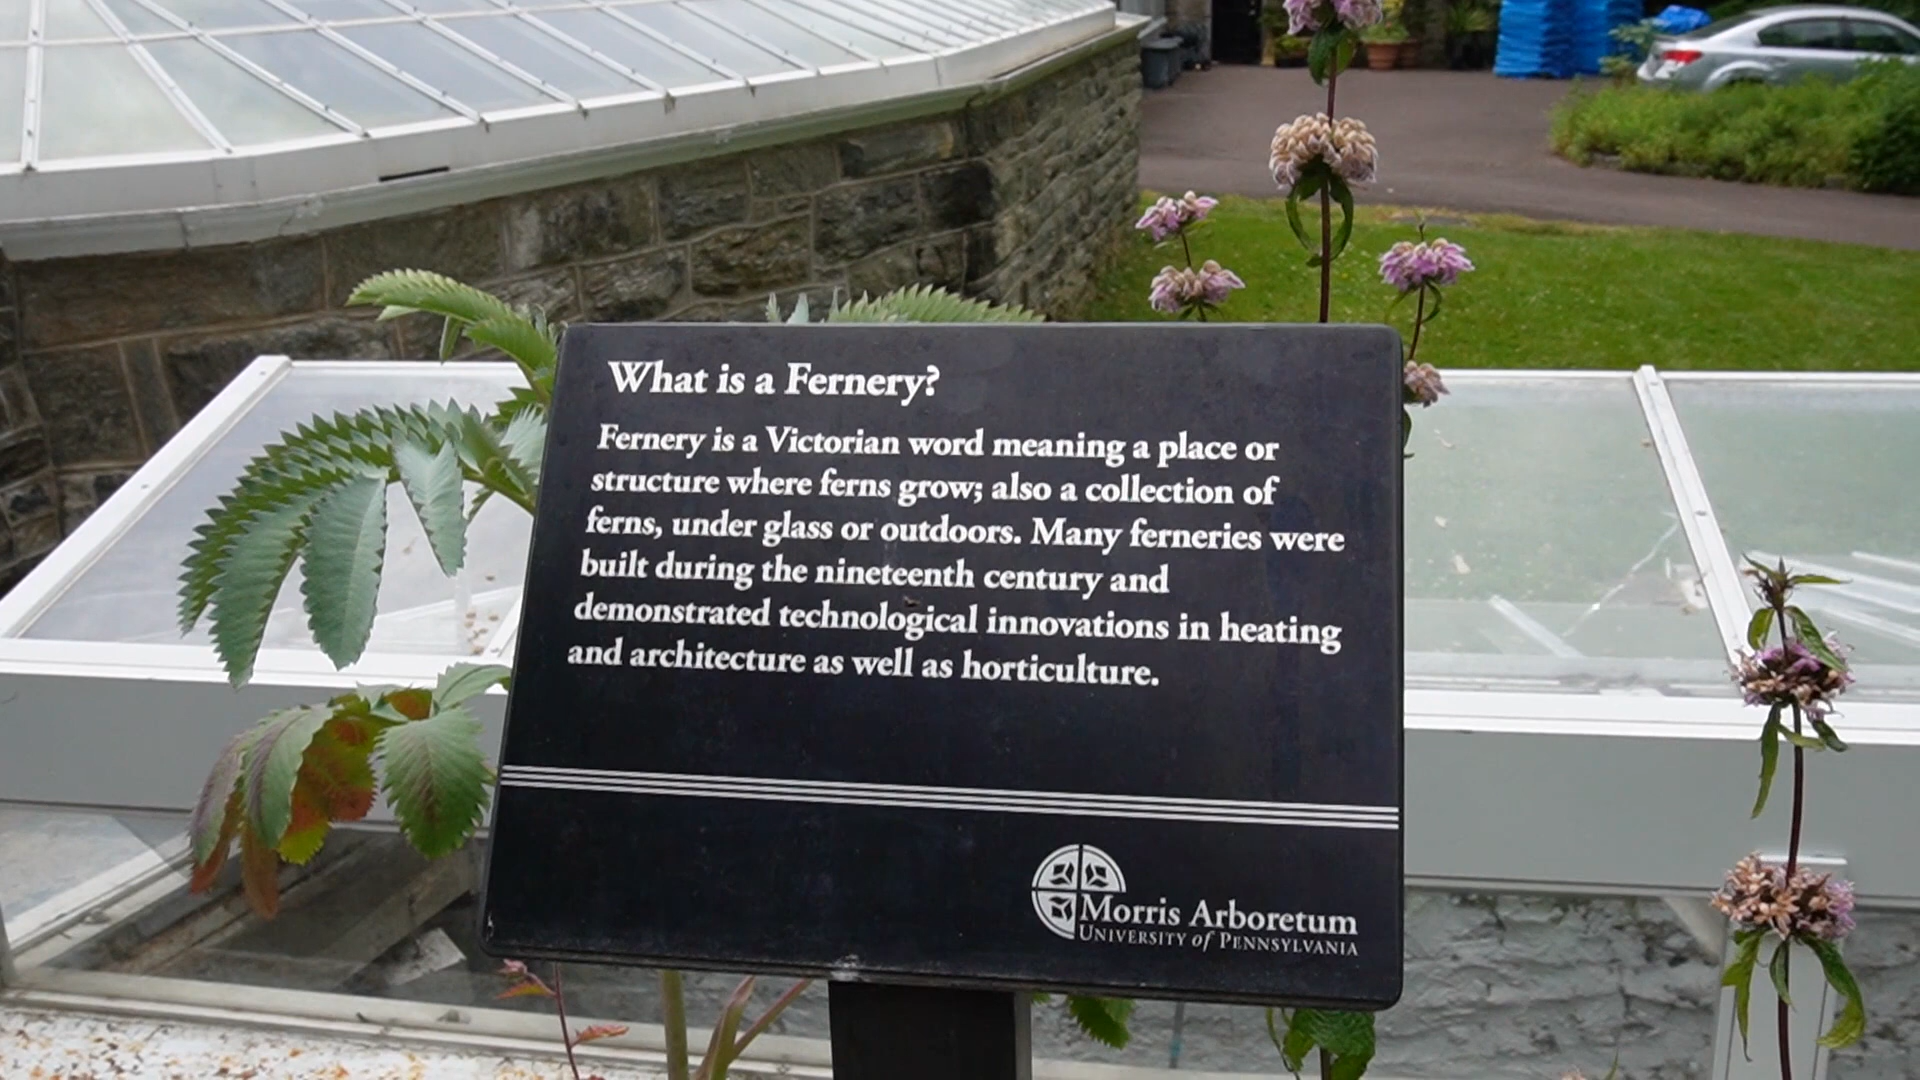 What is a Fernery?
Fernery is a Victorian word meaning a place or
structure where ferns grow; also a collection of
ferns, under glass or outdoors. Many ferneries were
built during the nineteenth century and
demonstrated technological innovations in heating
and architecture as well as horticulture.
Morris Arboretum
UNIVERSITY of PENNSYLVANIA